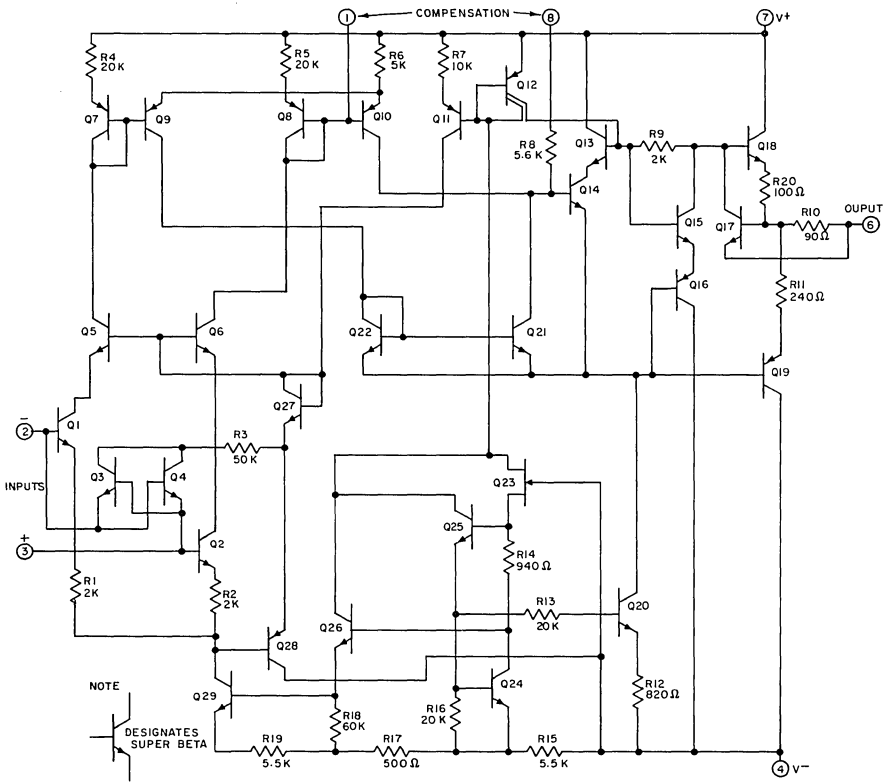 1 COMPENSATION 8
7 V+
R4 20K
R5 20K
R6 5K
R7 10K
Q12
Q7
Q9
Q8
Q10
Q11
R8 5.6K
Q13
R9 2K
Q18
Q14
R20 100Ω
Q15
Q17
R10 90Ω
OUPUT 6
Q16
R11 240Ω
Q5
Q6
Q22
Q21
Q19
Q27
Q1
− 2
R3 50K
Q3
Q4
Q23
INPUTS
Q25
+ 3
Q2
R14 940Ω
R1 2K
R2 2K
Q26
R13 20K
Q20
Q28
NOTE
Q29
Q24
R12 820Ω
R18 60K
R16 20K
DESIGNATES
SUPER BETA
R19 5.5K
R17 500Ω
R15 5.5K
4 V−